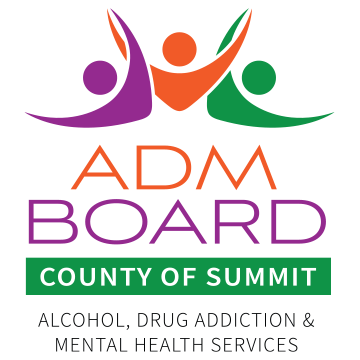 ADM
BOARD
COUNTY OF SUMMIT
ALCOHOL, DRUG ADDICTION &
MENTAL HEALTH SERVICES